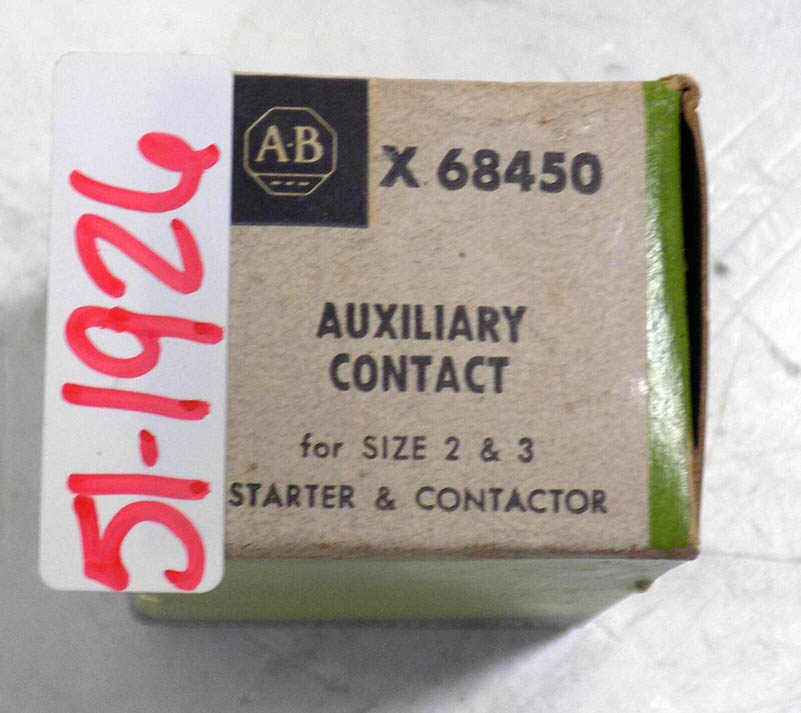 51-1926
A-B
X 68450
AUXILIARY
CONTACT
for SIZE 2 & 3
STARTER & CONTACTOR